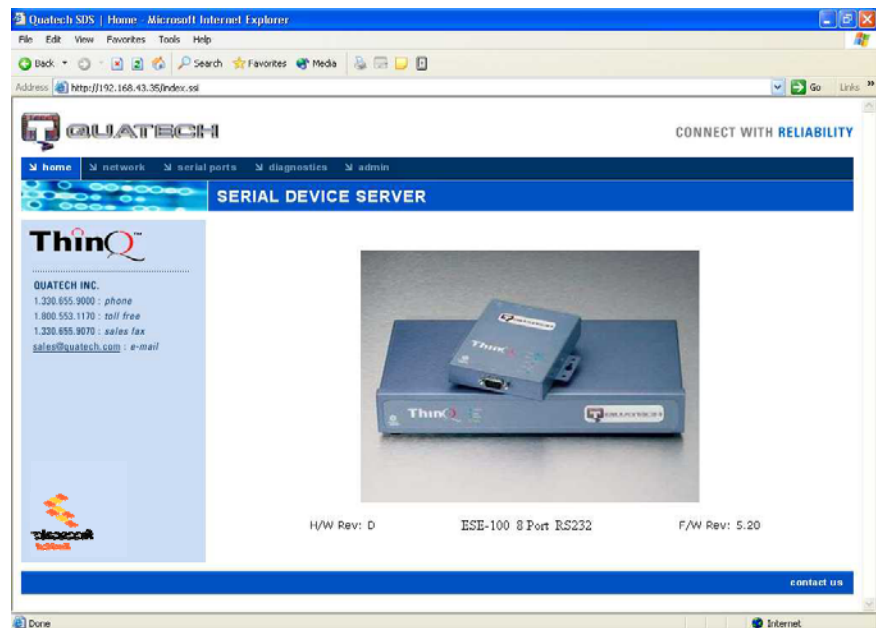 Quatech SDS | Home - Microsoft Internet Explorer
File Edit View Favorites Tools Help
Back Search Favorites Media
Address http://192.168.43.35/index.ssi Go Links »
QUATECH
CONNECT WITH RELIABILITY
home network serial ports diagnostics admin
SERIAL DEVICE SERVER
ThinQ™
QUATECH INC.
1.330.655.9000 : phone
1.800.553.1170 : toll free
1.330.655.9070 : sales fax
sales@quatech.com : e-mail
QUATECH
ThinQ
ThinQ QUATECH
H/W Rev: D ESE-100 8 Port RS232 F/W Rev: 5.20
contact us
Done Internet